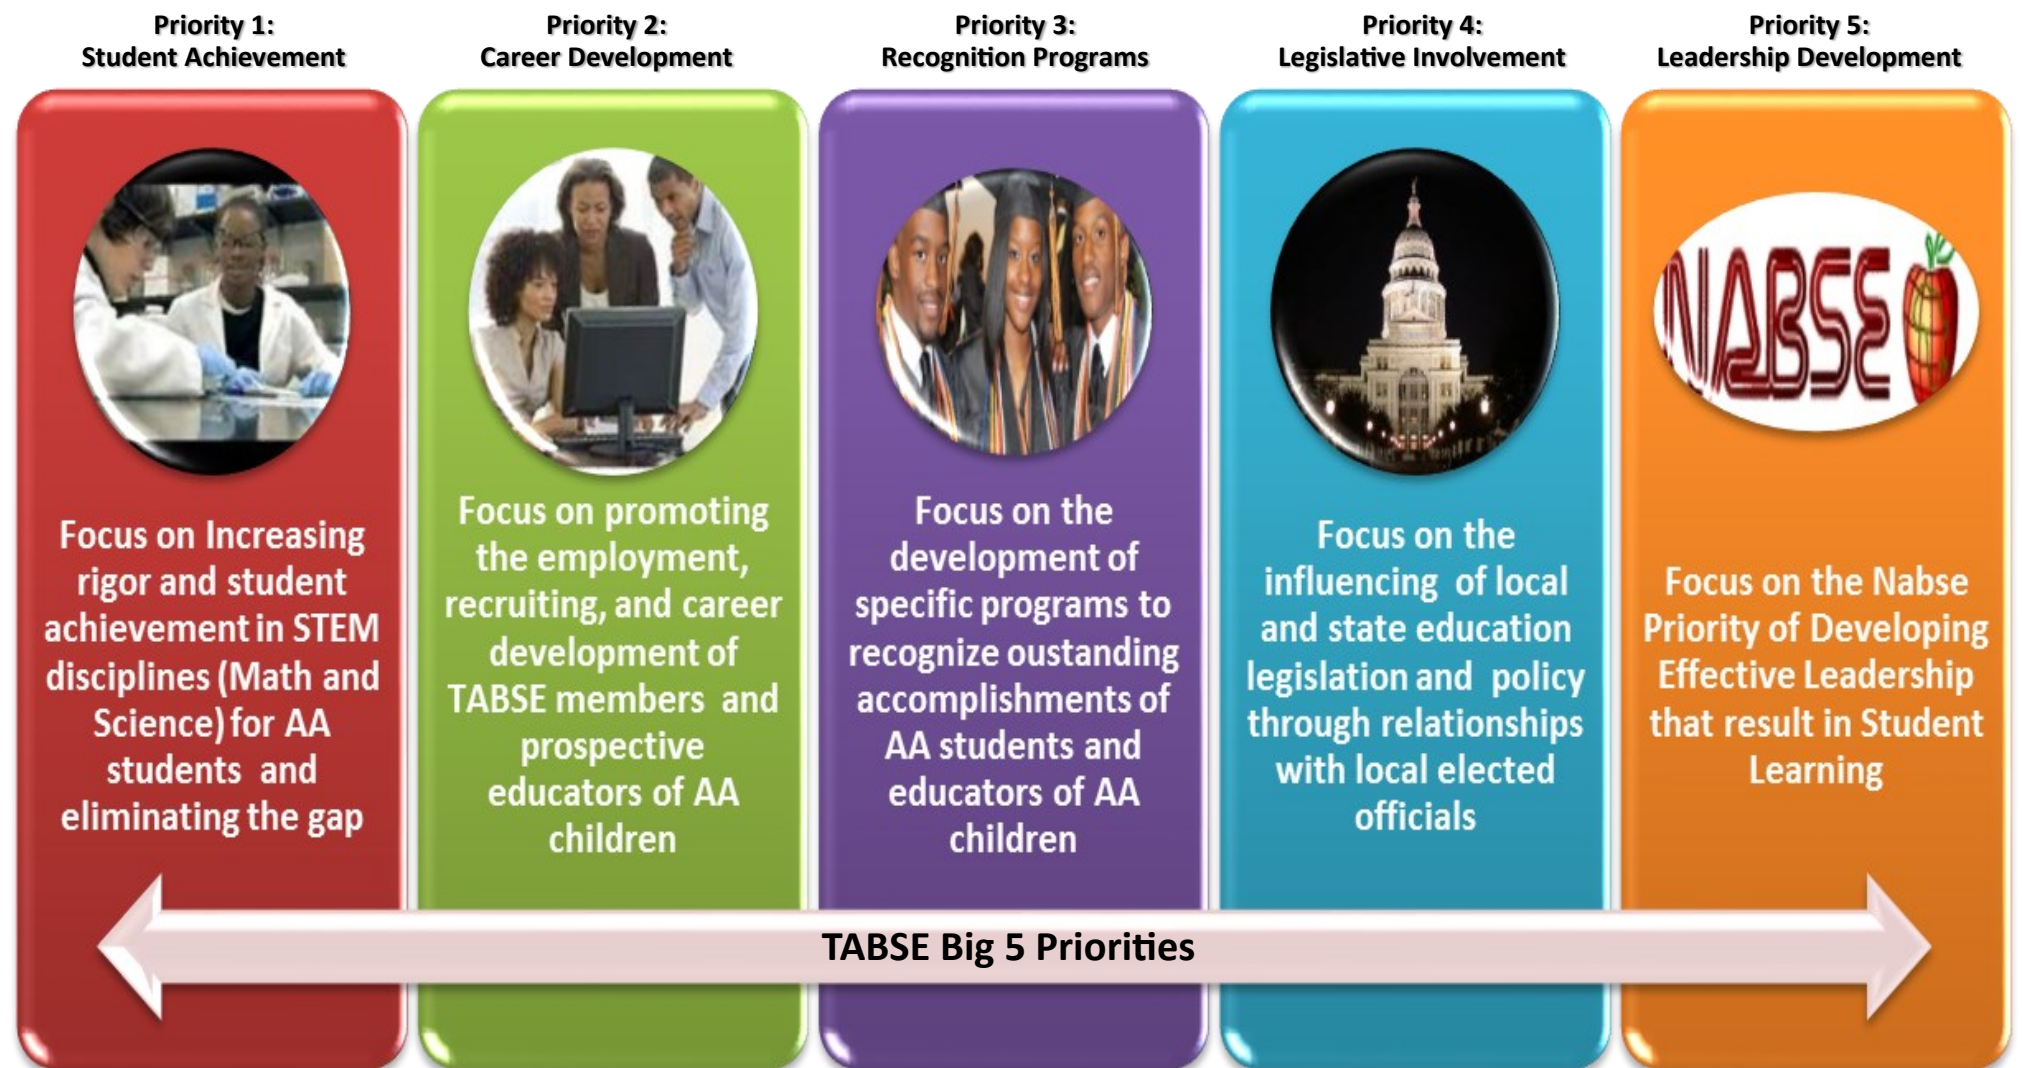 Priority 1:
Student Achievement
Priority 2:
Career Development
Priority 3:
Recognition Programs
Priority 4:
Legislative Involvement
Priority 5:
Leadership Development
Focus on Increasing
rigor and student
achievement in STEM
disciplines (Math and
Science) for AA
students and
eliminating the gap
Focus on promoting
the employment,
recruiting, and career
development of
TABSE members and
prospective
educators of AA
children
Focus on the
development of
specific programs to
recognize oustanding
accomplishments of
AA students and
educators of AA
children
Focus on the
influencing of local
and state education
legislation and policy
through relationships
with local elected
officials
NABSE
Focus on the Nabse
Priority of Developing
Effective Leadership
that result in Student
Learning
TABSE Big 5 Priorities